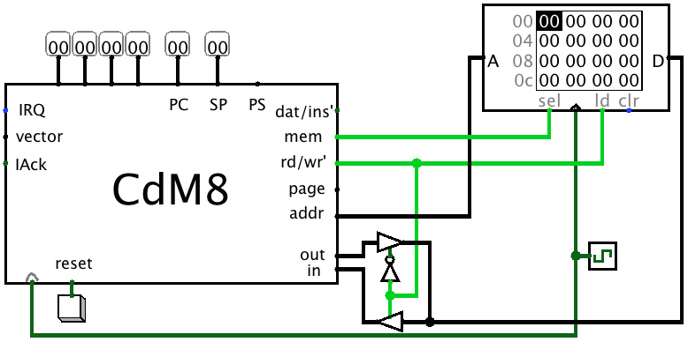 00 00 00 00 00 00
PC SP PS
IRQ
vector
IAck
CdM8
reset
dat/ins'
mem
rd/wr'
page
addr
out
in
A
00 00 00 00 00
04 00 00 00 00
08 00 00 00 00
0c 00 00 00 00
D
sel ld clr